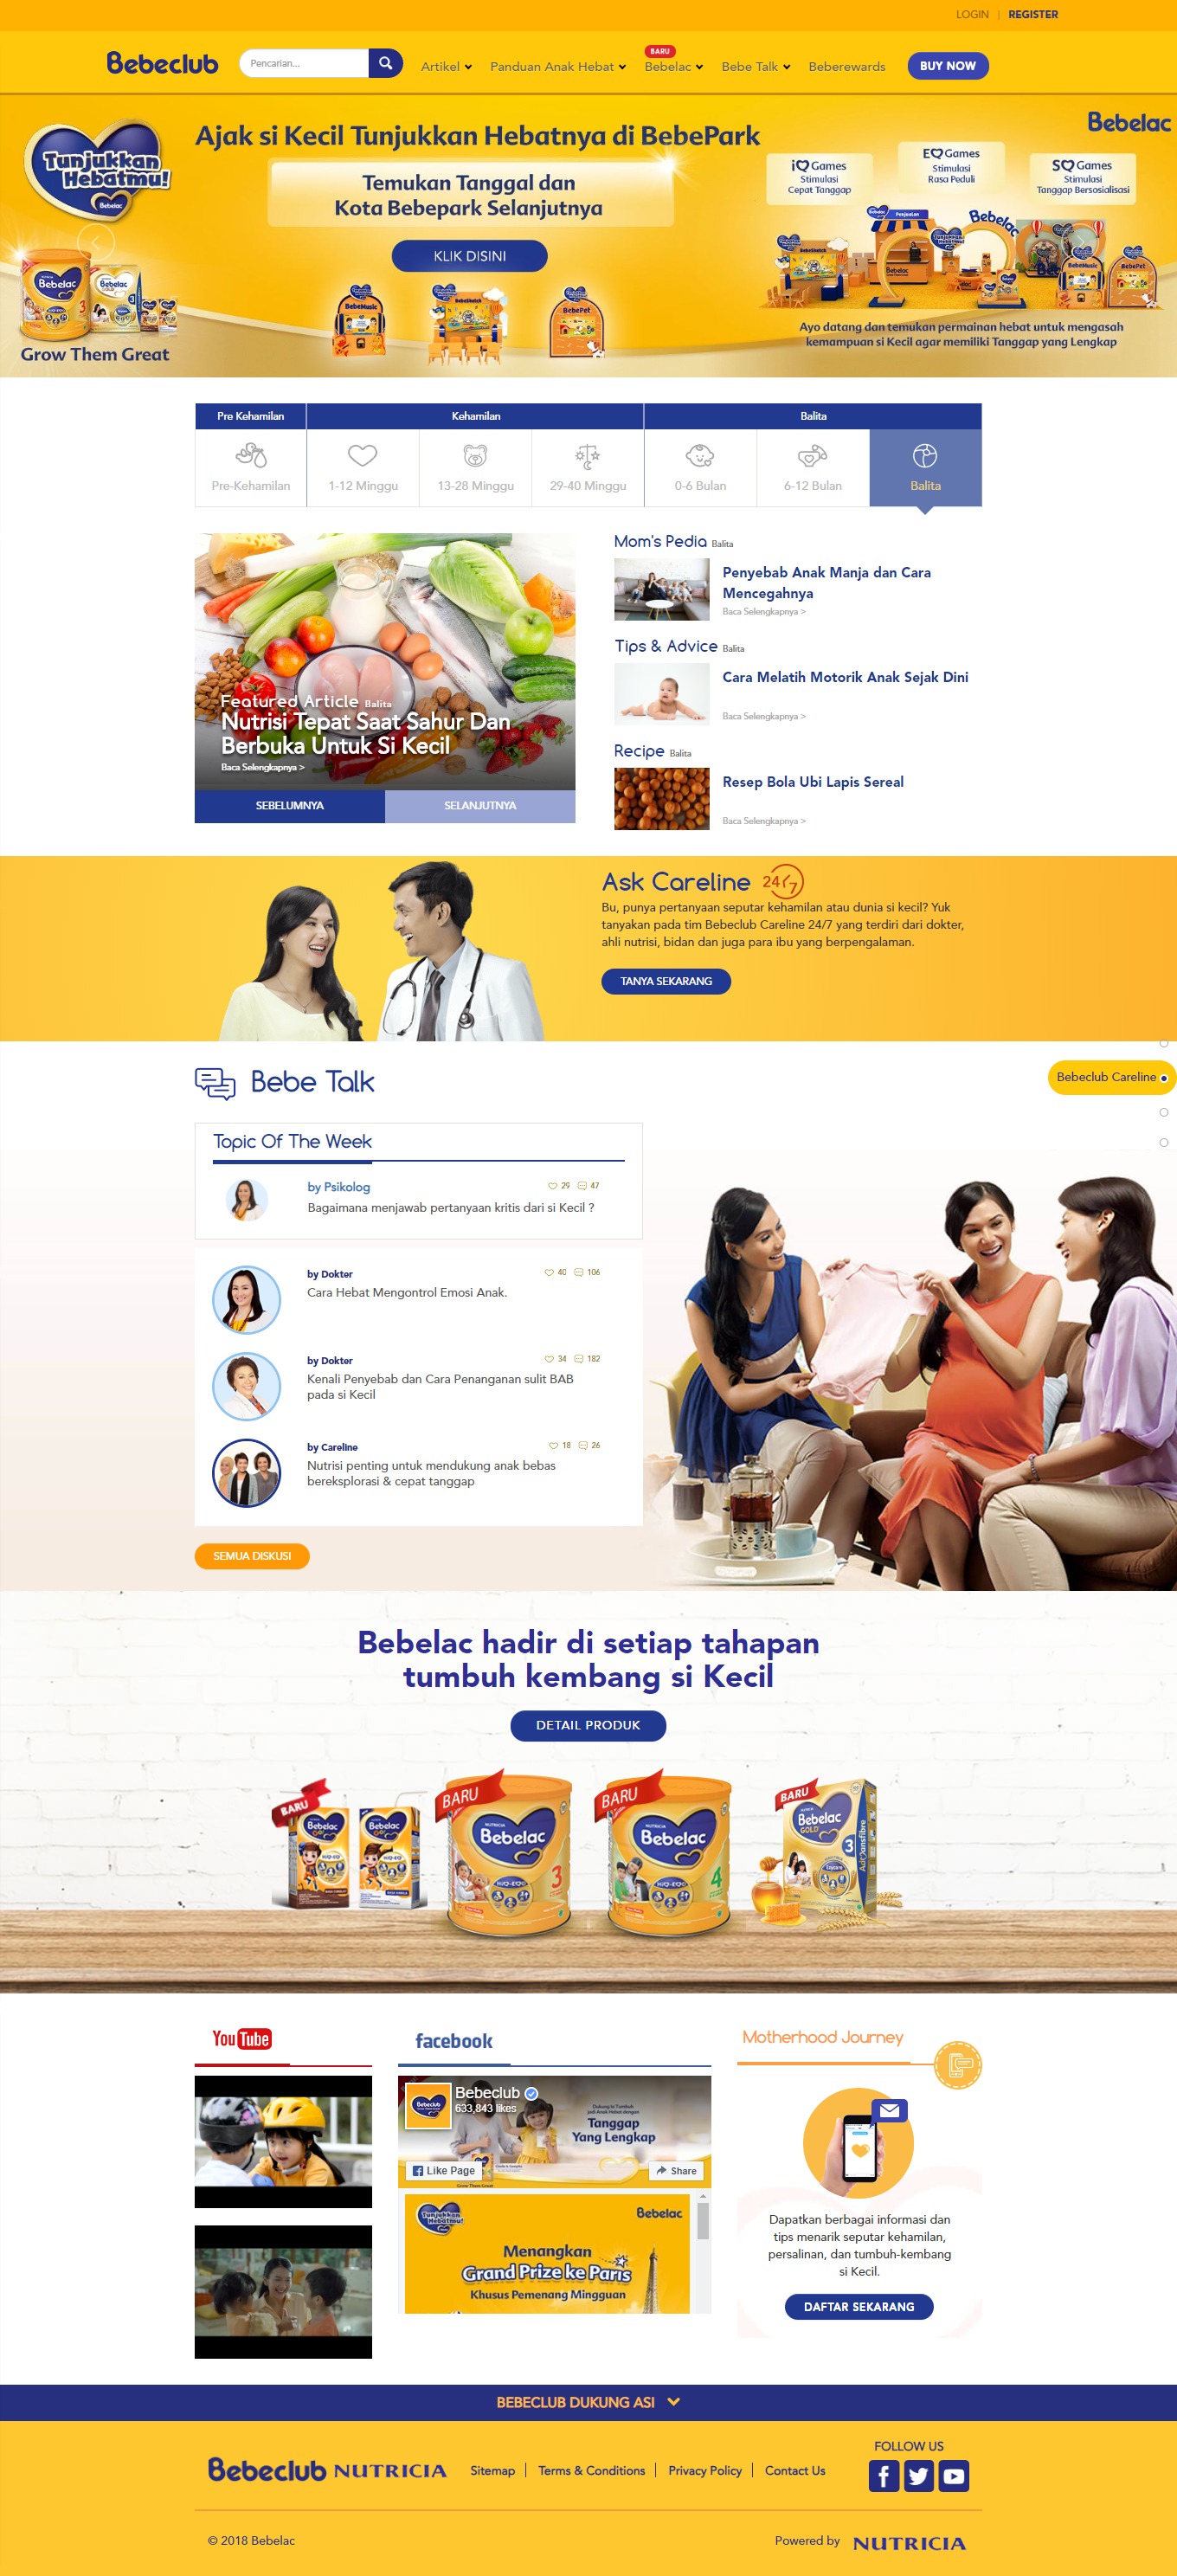 LOGIN | REGISTER
Bebeclub
Pencarian...
Artikel
Panduan Anak Hebat
BARU
Bebelac
Bebe Talk
Beberewards
BUY NOW
Tunjukkan
Hebatmu!
Bebelac
Ajak si Kecil Tunjukkan Hebatnya di BebePark
Temukan Tanggal dan
Kota Bebepark Selanjutnya
KLIK DISINI
Bebelac
Grow Them Great
BebeMusic
BebeSketch
BebePet
Bebelac
iQ Games
Stimulasi
Cepat Tanggap
EQ Games
Stimulasi
Rasa Peduli
SQ Games
Stimulasi
Tanggap Bersosialisasi
Bebelac
BebeMusic
BebePet
Ayo datang dan temukan permainan hebat untuk mengasah
kemampuan si Kecil agar memiliki Tanggap yang Lengkap
Pre Kehamilan
Kehamilan
Balita
Pre-Kehamilan
1-12 Minggu
13-28 Minggu
29-40 Minggu
0-6 Bulan
6-12 Bulan
Balita
Featured Article Balita
Nutrisi Tepat Saat Sahur Dan
Berbuka Untuk Si Kecil
Baca Selengkapnya >
SEBELUMNYA
SELANJUTNYA
Mom's Pedia Balita
Penyebab Anak Manja dan Cara
Mencegahnya
Baca Selengkapnya >
Tips & Advice Balita
Cara Melatih Motorik Anak Sejak Dini
Baca Selengkapnya >
Recipe Balita
Resep Bola Ubi Lapis Sereal
Baca Selengkapnya >
Ask Careline 24/7
Bu, punya pertanyaan seputar kehamilan atau dunia si kecil? Yuk
tanyakan pada tim Bebeclub Careline 24/7 yang terdiri dari dokter,
ahli nutrisi, bidan dan juga para ibu yang berpengalaman.
TANYA SEKARANG
Bebeclub Careline
Bebe Talk
Topic Of The Week
by Psikolog
29 47
Bagaimana menjawab pertanyaan kritis dari si Kecil ?
by Dokter
40 106
Cara Hebat Mengontrol Emosi Anak.
by Dokter
34 182
Kenali Penyebab dan Cara Penanganan sulit BAB
pada si Kecil
by Careline
18 26
Nutrisi penting untuk mendukung anak bebas
bereksplorasi & cepat tanggap
SEMUA DISKUSI
Bebelac hadir di setiap tahapan
tumbuh kembang si Kecil
DETAIL PRODUK
BARU
Bebelac
Bebelac
BARU
NUTRICIA
Bebelac
3
BARU
NUTRICIA
Bebelac
4
BARU
Bebelac
GOLD
3
YouTube
facebook
Bebeclub
633,843 likes
Tanggap
Yang Lengkap
Like Page
Share
Tunjukkan
Hebatmu!
Bebelac
Menangkan
Grand Prize ke Paris
Khusus Pemenang Mingguan
Motherhood Journey
Dapatkan berbagai informasi dan
tips menarik seputar kehamilan,
persalinan, dan tumbuh-kembang
si Kecil.
DAFTAR SEKARANG
BEBECLUB DUKUNG ASI
Bebeclub NUTRICIA
Sitemap
Terms & Conditions
Privacy Policy
Contact Us
FOLLOW US
© 2018 Bebelac
Powered by NUTRICIA